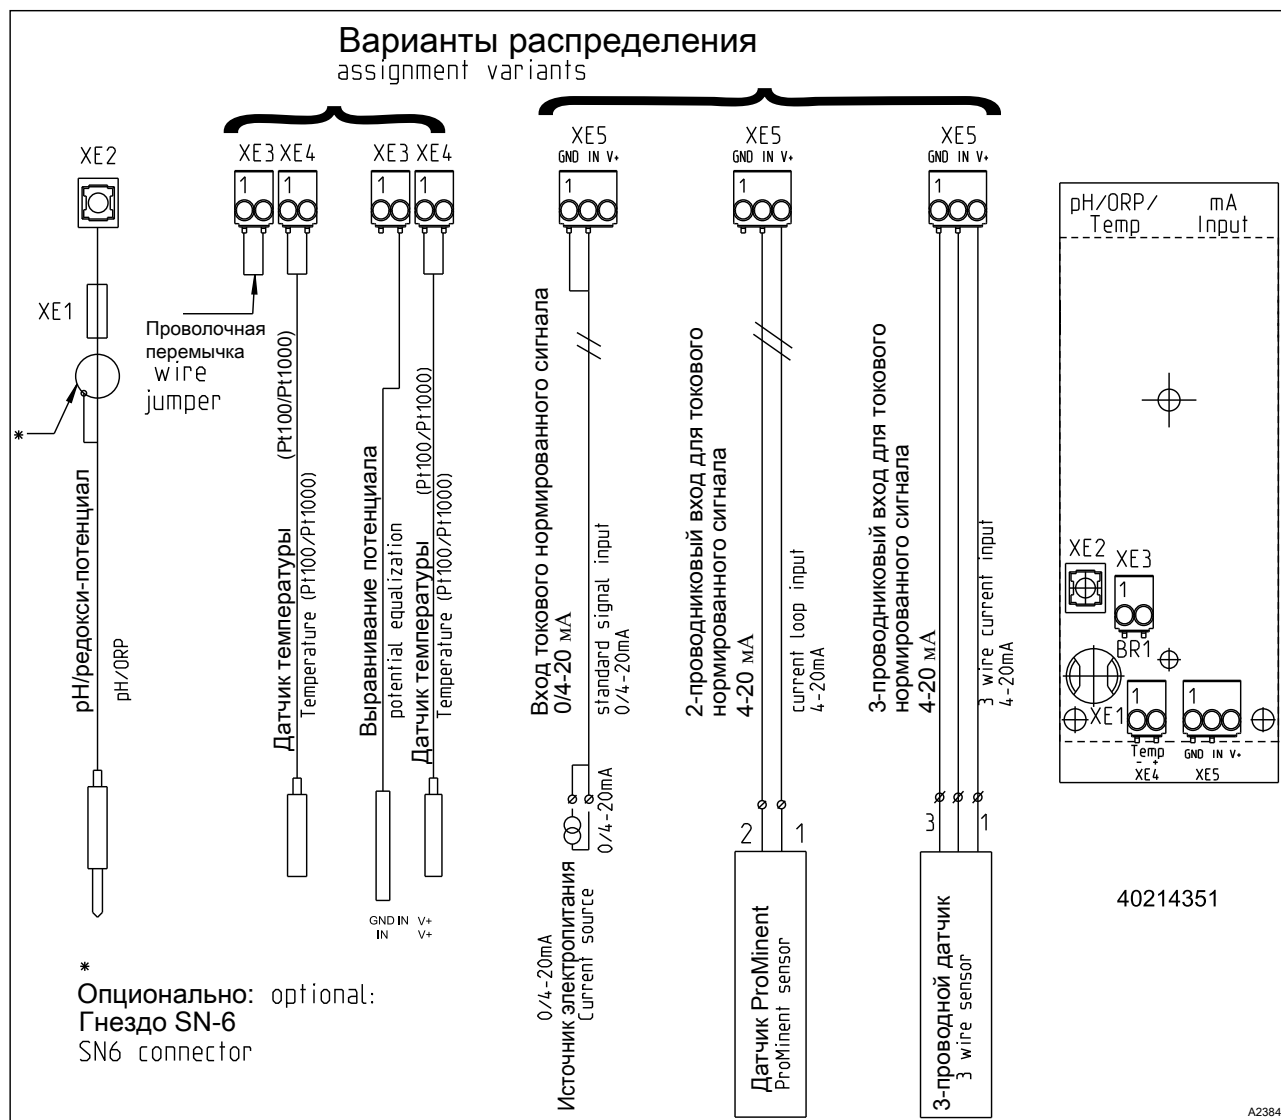 Варианты распределения
assignment variants
XE2
XE1
*
pH/редокси-потенциал
pH/ORP
XE3 XE4
1
1
Проволочная
перемычка
wire
jumper
(Pt100/Pt1000)
Датчик температуры
Temperature (Pt100/Pt1000)
XE3 XE4
1
1
Выравнивание потенциала
potential equalization
(Pt100/Pt1000)
Датчик температуры
Temperature (Pt100/Pt1000)
GND IN V+
IN V+
XE5
GND IN V+
1
Вход токового нормированного сигнала
0/4-20 мА
standard signal input
0/4-20mA
0/4-20mA
0/4-20mA
Источник электропитания
Current source
XE5
GND IN V+
1
2-проводниковый вход для токового
нормированного сигнала
4-20 мА
current loop input
4-20mA
2
1
Датчик ProMinent
ProMinent sensor
XE5
GND IN V+
1
3-проводниковый вход для токового
нормированного сигнала
4-20 мА
3 wire current input
4-20mA
3
1
3-проводной датчик
3 wire sensor
pH/ORP/
Temp
mA
Input
XE2
XE3
1
BR1
XE1
1
1
Temp
- +
XE4
GND IN V+
XE5
40214351
*
Опционально: optional:
Гнездо SN-6
SN6 connector
A2384